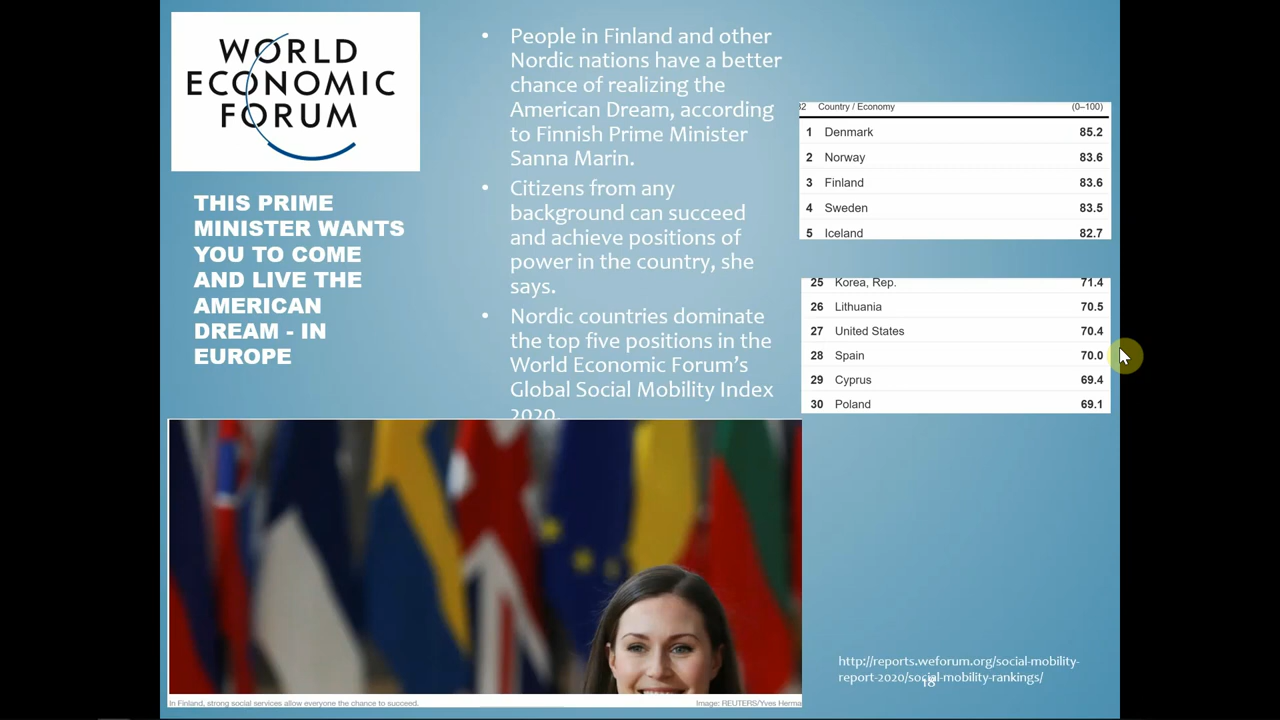 WORLD
ECONOMIC
FORUM
THIS PRIME
MINISTER WANTS
YOU TO COME
AND LIVE THE
AMERICAN
DREAM - IN
EUROPE
• People in Finland and other
Nordic nations have a better
chance of realizing the
American Dream, according
to Finnish Prime Minister
Sanna Marin.
• Citizens from any
background can succeed
and achieve positions of
power in the country, she
says.
• Nordic countries dominate
the top five positions in the
World Economic Forum’s
Global Social Mobility Index
2020.
Country / Economy (0–100)
1 Denmark 85.2
2 Norway 83.6
3 Finland 83.6
4 Sweden 83.5
5 Iceland 82.7
25 Korea, Rep. 71.4
26 Lithuania 70.5
27 United States 70.4
28 Spain 70.0
29 Cyprus 69.4
30 Poland 69.1
In Finland, strong social services allow everyone the chance to succeed.
Image: REUTERS/Yves Herma
http://reports.weforum.org/social-mobility-
report-2020/social-mobility-rankings/
18